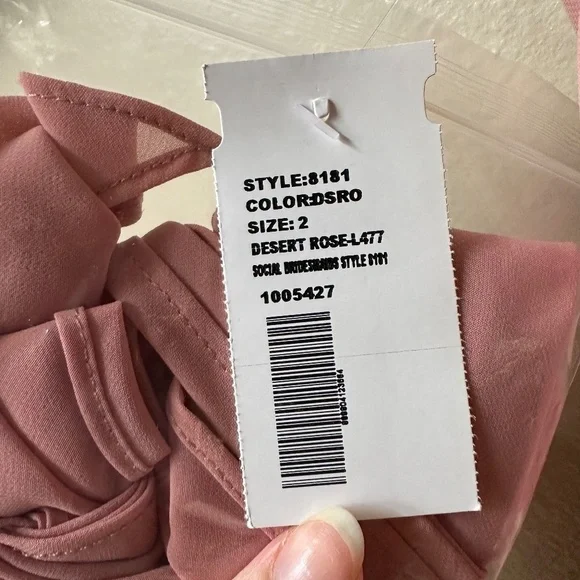 STYLE:8181
COLOR:DSRO
SIZE: 2
DESERT ROSE-L477
SOCIAL BRIDESMAIDS STYLE 8181
1005427